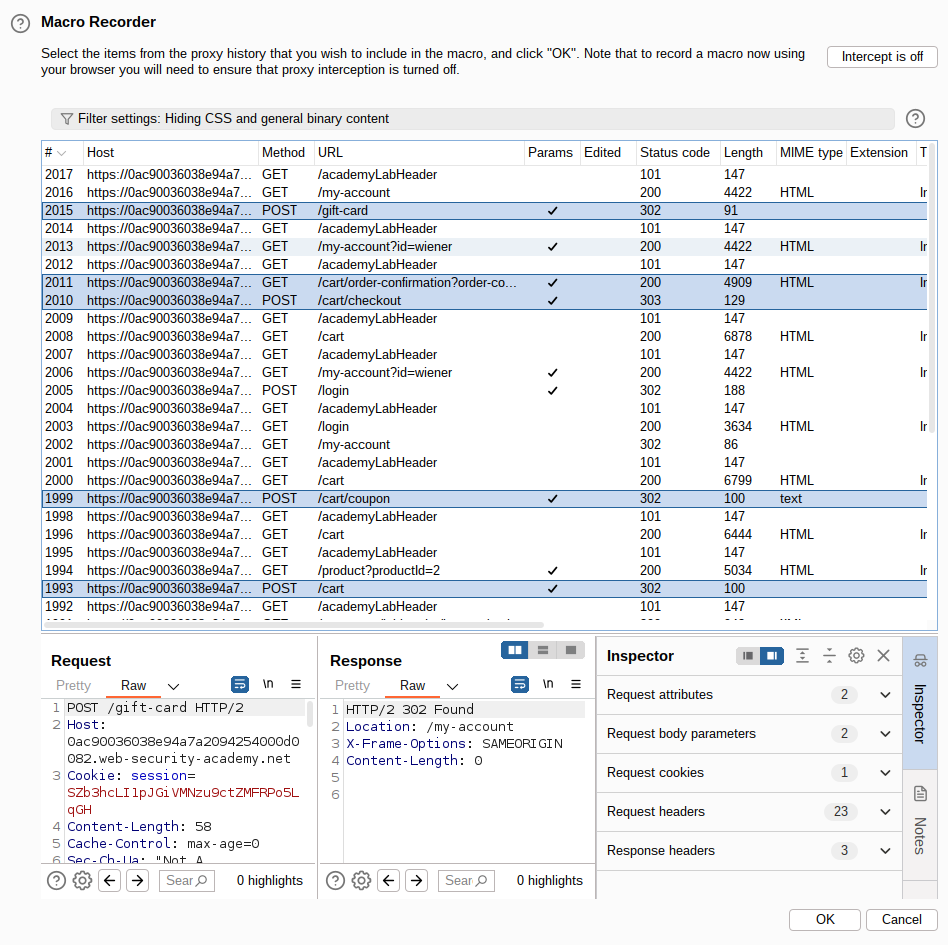 Macro Recorder
Select the items from the proxy history that you wish to include in the macro, and click "OK". Note that to record a macro now using
your browser you will need to ensure that proxy interception is turned off.
Intercept is off
Filter settings: Hiding CSS and general binary content
# Host Method URL Params Edited Status code Length MIME type Extension T
2017 https://0ac90036038e94a7... GET /academyLabHeader 101 147
2016 https://0ac90036038e94a7... GET /my-account 200 4422 HTML Ir
2015 https://0ac90036038e94a7... POST /gift-card ✓ 302 91
2014 https://0ac90036038e94a7... GET /academyLabHeader 101 147
2013 https://0ac90036038e94a7... GET /my-account?id=wiener ✓ 200 4422 HTML Ir
2012 https://0ac90036038e94a7... GET /academyLabHeader 101 147
2011 https://0ac90036038e94a7... GET /cart/order-confirmation?order-co... ✓ 200 4909 HTML Ir
2010 https://0ac90036038e94a7... POST /cart/checkout ✓ 303 129
2009 https://0ac90036038e94a7... GET /academyLabHeader 101 147
2008 https://0ac90036038e94a7... GET /cart 200 6878 HTML Ir
2007 https://0ac90036038e94a7... GET /academyLabHeader 101 147
2006 https://0ac90036038e94a7... GET /my-account?id=wiener ✓ 200 4422 HTML Ir
2005 https://0ac90036038e94a7... POST /login ✓ 302 188
2004 https://0ac90036038e94a7... GET /academyLabHeader 101 147
2003 https://0ac90036038e94a7... GET /login 200 3634 HTML Ir
2002 https://0ac90036038e94a7... GET /my-account 302 86
2001 https://0ac90036038e94a7... GET /academyLabHeader 101 147
2000 https://0ac90036038e94a7... GET /cart 200 6799 HTML Ir
1999 https://0ac90036038e94a7... POST /cart/coupon ✓ 302 100 text
1998 https://0ac90036038e94a7... GET /academyLabHeader 101 147
1996 https://0ac90036038e94a7... GET /cart 200 6444 HTML Ir
1995 https://0ac90036038e94a7... GET /academyLabHeader 101 147
1994 https://0ac90036038e94a7... GET /product?productId=2 ✓ 200 5034 HTML Ir
1993 https://0ac90036038e94a7... POST /cart ✓ 302 100
1992 https://0ac90036038e94a7... GET /academyLabHeader 101 147
Request
Pretty Raw \n
1 POST /gift-card HTTP/2
2 Host:
0ac90036038e94a7a2094254000d0
082.web-security-academy.net
3 Cookie: session=
SZb3hcLIlpJGiVMNzu9ctZMFRPo5L
qGH
4 Content-Length: 58
5 Cache-Control: max-age=0
6 Sec-Ch-Ua: "Not A
Sear
0 highlights
Response
Pretty Raw \n
1 HTTP/2 302 Found
2 Location: /my-account
3 X-Frame-Options: SAMEORIGIN
4 Content-Length: 0
5
6
Sear
0 highlights
Inspector
Request attributes 2
Request body parameters 2
Request cookies 1
Request headers 23
Response headers 3
Inspector
Notes
OK Cancel